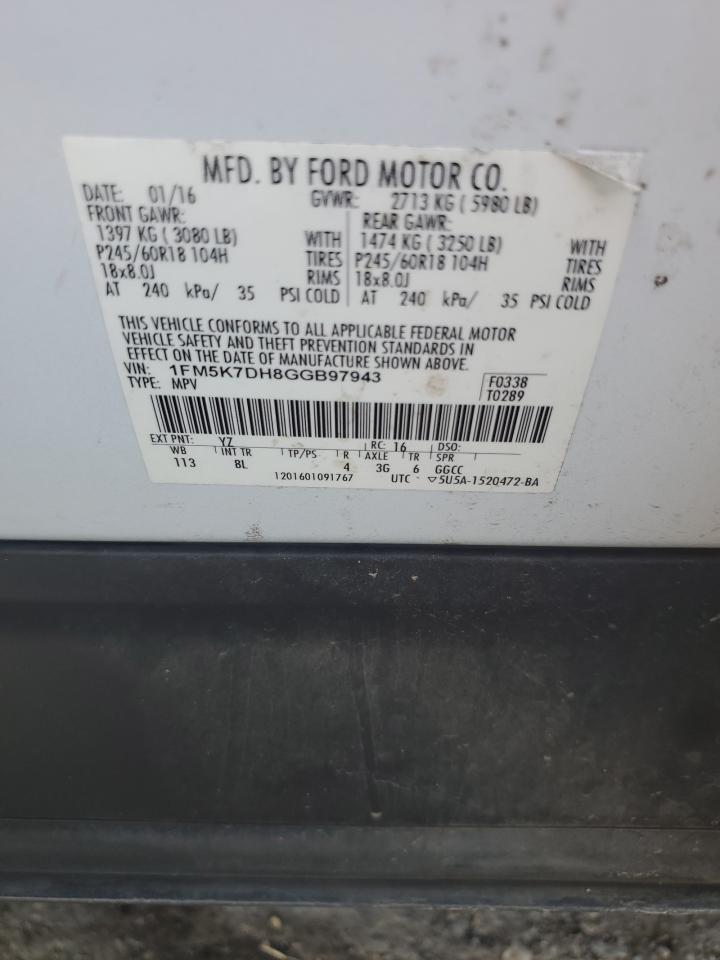 MFD. BY FORD MOTOR CO.
DATE: 01/16 GVWR: 2713 KG ( 5980 LB)
FRONT GAWR: REAR GAWR:
1397 KG ( 3080 LB) WITH 1474 KG ( 3250 LB) WITH
P245/60R18 104H TIRES P245/60R18 104H TIRES
18x8.0J RIMS 18x8.0J RIMS
AT 240 kPa/ 35 PSI COLD AT 240 kPa/ 35 PSI COLD
THIS VEHICLE CONFORMS TO ALL APPLICABLE FEDERAL MOTOR
VEHICLE SAFETY AND THEFT PREVENTION STANDARDS IN
EFFECT ON THE DATE OF MANUFACTURE SHOWN ABOVE.
VIN: 1FM5K7DH8GGB97943 F0338
TYPE: MPV T0289
EXT PNT: YZ RC: 16 DSO:
WB INT TR TP/PS R AXLE TR SPR
113 8L 4 3G 6 GGCC
1201601091767 UTC ▽5U5A-1520472-BA